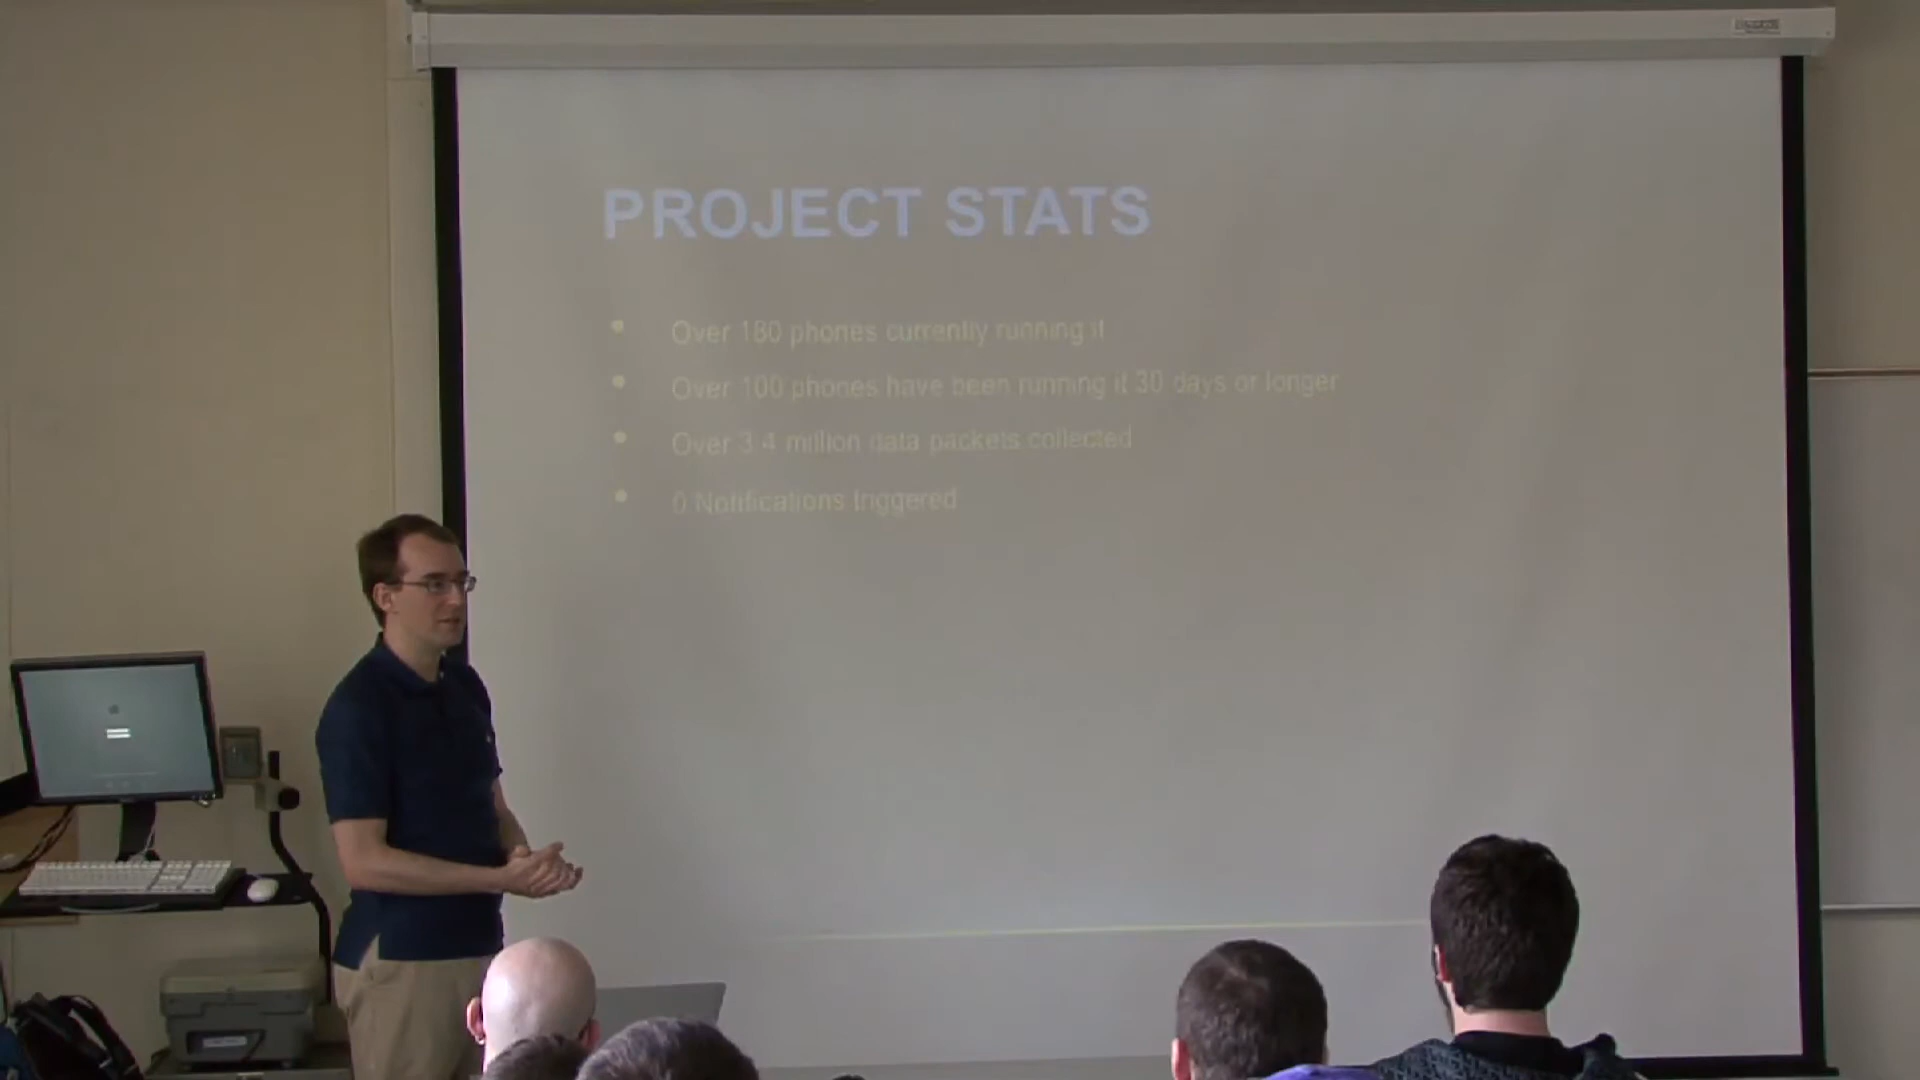 PROJECT STATS
Over 180 phones currently running it
Over 100 phones have been running it 30 days or longer
Over 3.4 million data packets collected
0 Notifications triggered